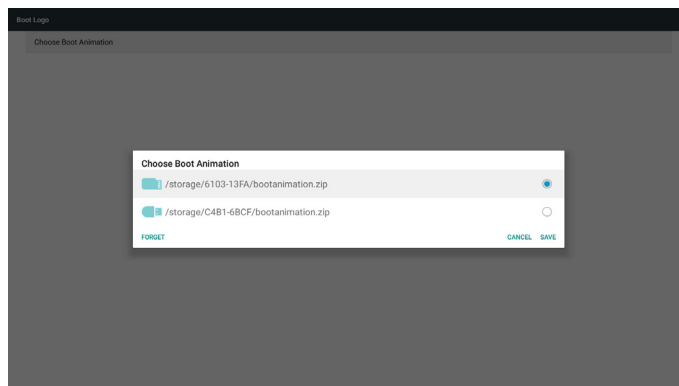 Boot Logo
Choose Boot Animation
Choose Boot Animation
/storage/6103-13FA/bootanimation.zip
/storage/C4B1-6BCF/bootanimation.zip
FORGET CANCEL SAVE